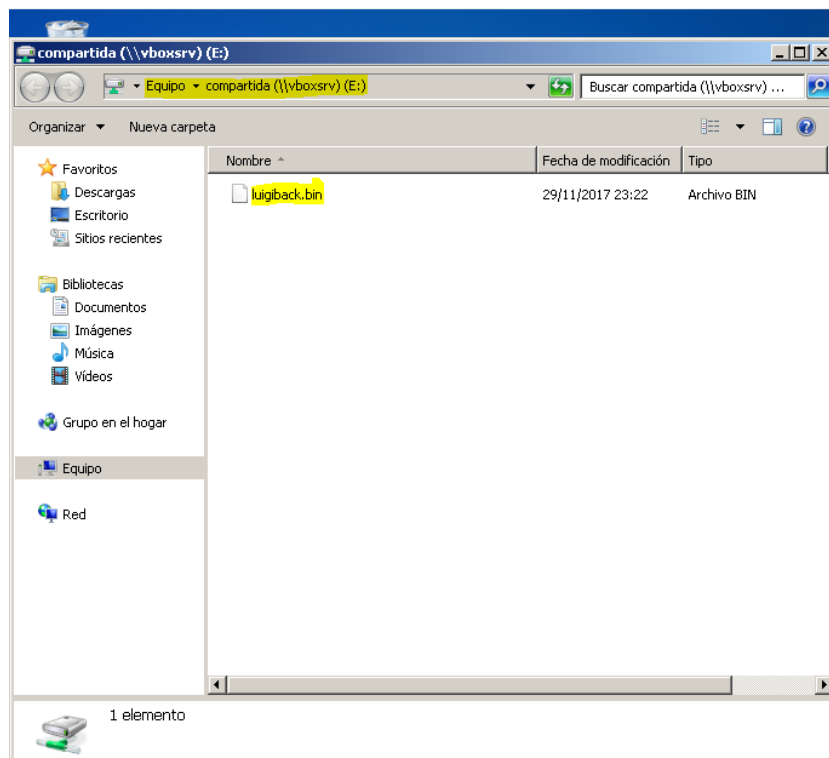 compartida (\\vboxsrv) (E:)
Equipo compartida (\\vboxsrv) (E:)
Buscar compartida (\\vboxsrv) ...
Organizar Nueva carpeta
Nombre Fecha de modificación Tipo
luigiback.bin 29/11/2017 23:22 Archivo BIN
Favoritos
Descargas
Escritorio
Sitios recientes
Bibliotecas
Documentos
Imágenes
Música
Vídeos
Grupo en el hogar
Equipo
Red
1 elemento